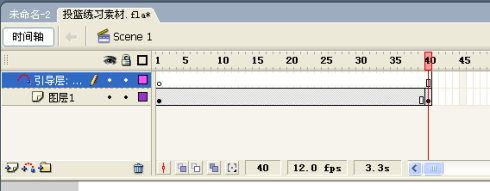 未命名-2 投篮练习素材.fla*
时间轴 Scene 1
1 5 10 15 20 25 30 35 40 45
引导层: ...
图层1
40 12.0 fps 3.3s